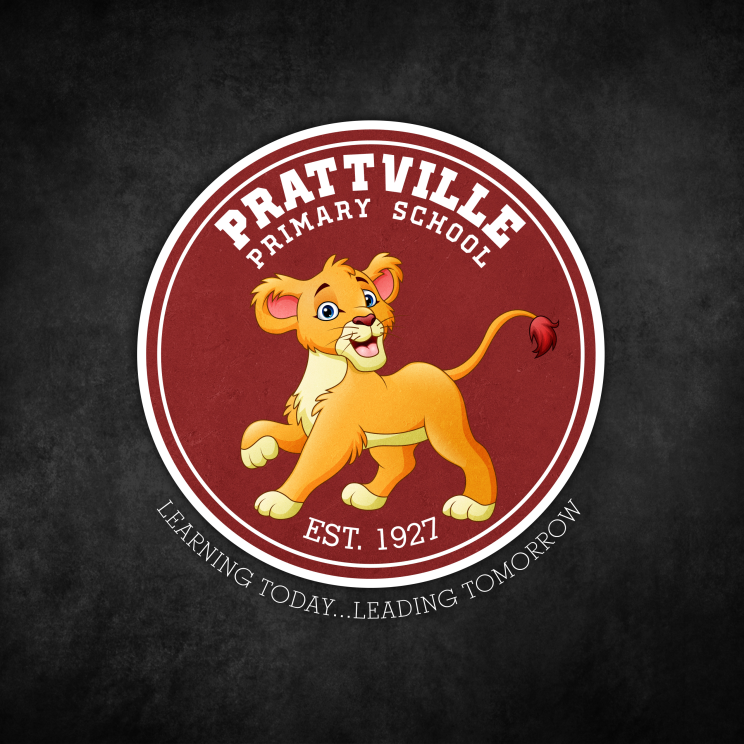 PRATTVILLE
PRIMARY SCHOOL
EST. 1927
LEARNING TODAY...LEADING TOMORROW